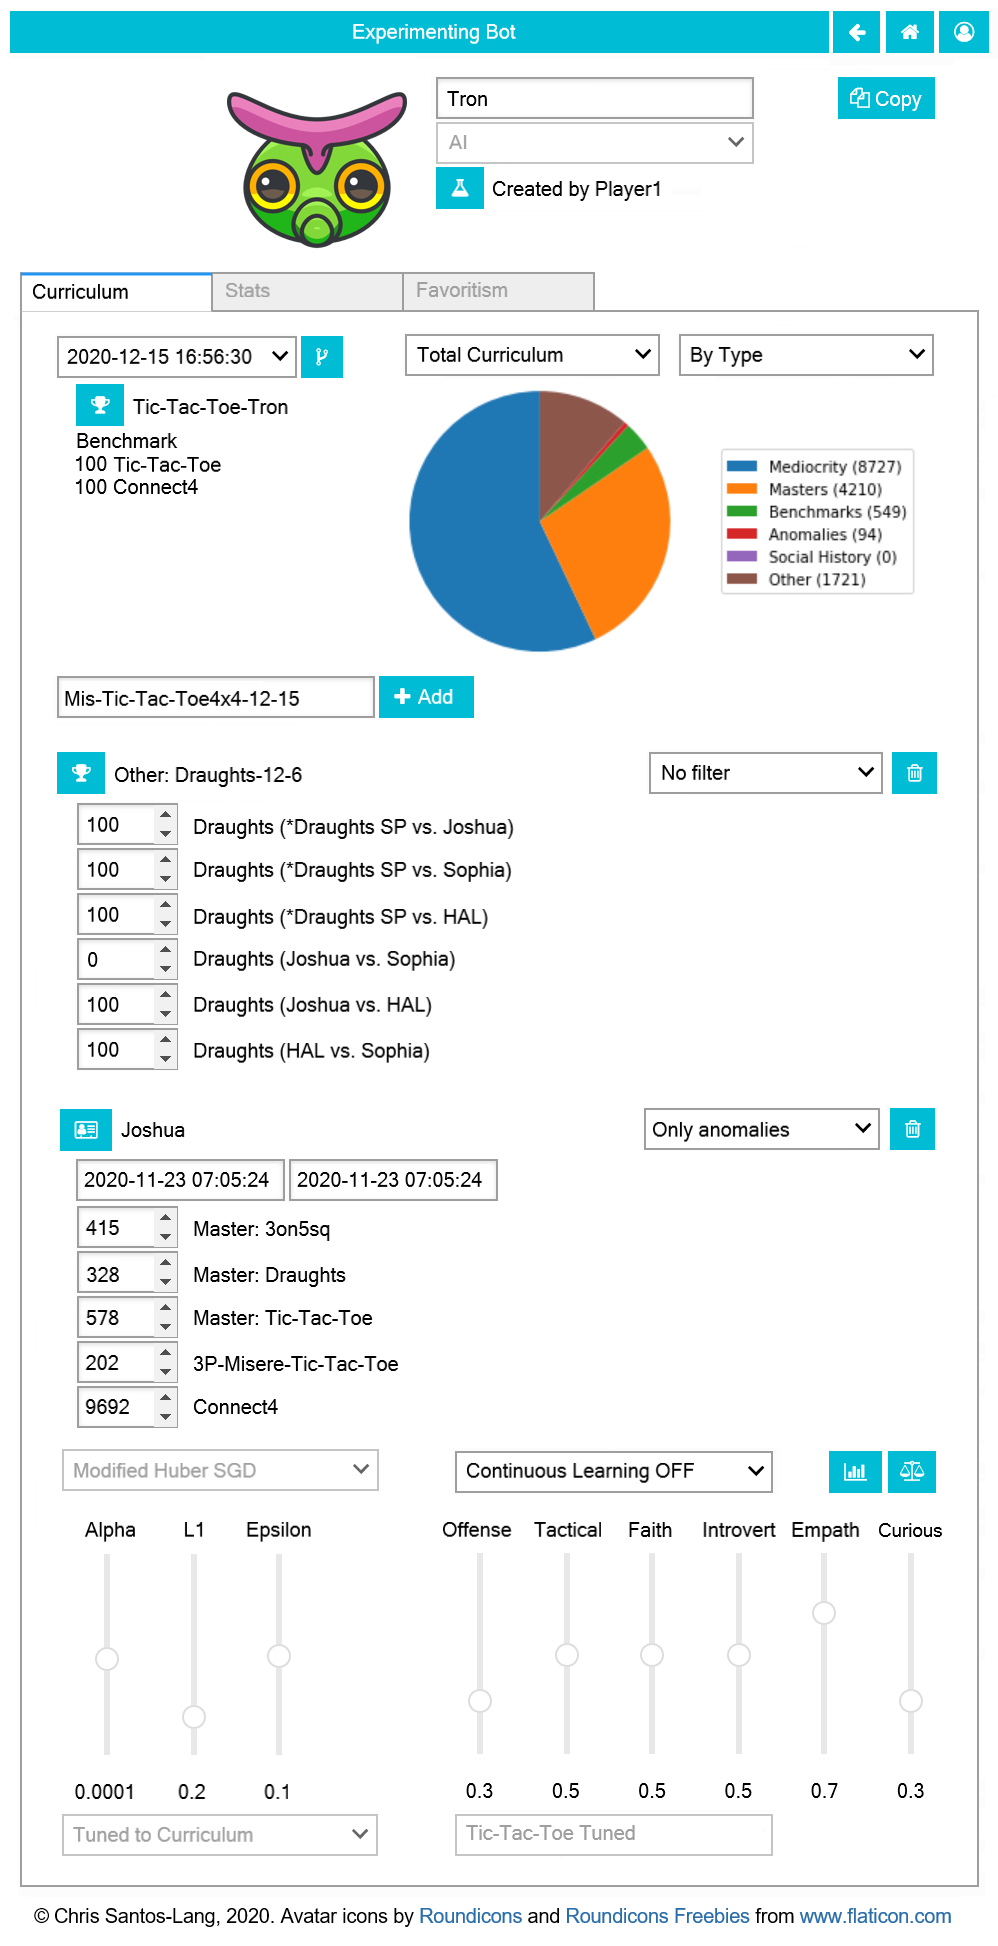 Experimenting Bot
Tron
Copy
AI
Created by Player1
Curriculum Stats Favoritism
2020-12-15 16:56:30 Total Curriculum By Type
Tic-Tac-Toe-Tron
Benchmark
100 Tic-Tac-Toe
100 Connect4
Mediocrity (8727)
Masters (4210)
Benchmarks (549)
Anomalies (94)
Social History (0)
Other (1721)
Mis-Tic-Tac-Toe4x4-12-15 Add
Other: Draughts-12-6 No filter
100 Draughts (*Draughts SP vs. Joshua)
100 Draughts (*Draughts SP vs. Sophia)
100 Draughts (*Draughts SP vs. HAL)
0 Draughts (Joshua vs. Sophia)
100 Draughts (Joshua vs. HAL)
100 Draughts (HAL vs. Sophia)
Joshua Only anomalies
2020-11-23 07:05:24 2020-11-23 07:05:24
415 Master: 3on5sq
328 Master: Draughts
578 Master: Tic-Tac-Toe
202 3P-Misere-Tic-Tac-Toe
9692 Connect4
Modified Huber SGD Continuous Learning OFF
Alpha L1 Epsilon Offense Tactical Faith Introvert Empath Curious
0.0001 0.2 0.1 0.3 0.5 0.5 0.5 0.7 0.3
Tuned to Curriculum Tic-Tac-Toe Tuned
© Chris Santos-Lang, 2020. Avatar icons by Roundicons and Roundicons Freebies from www.flaticon.com